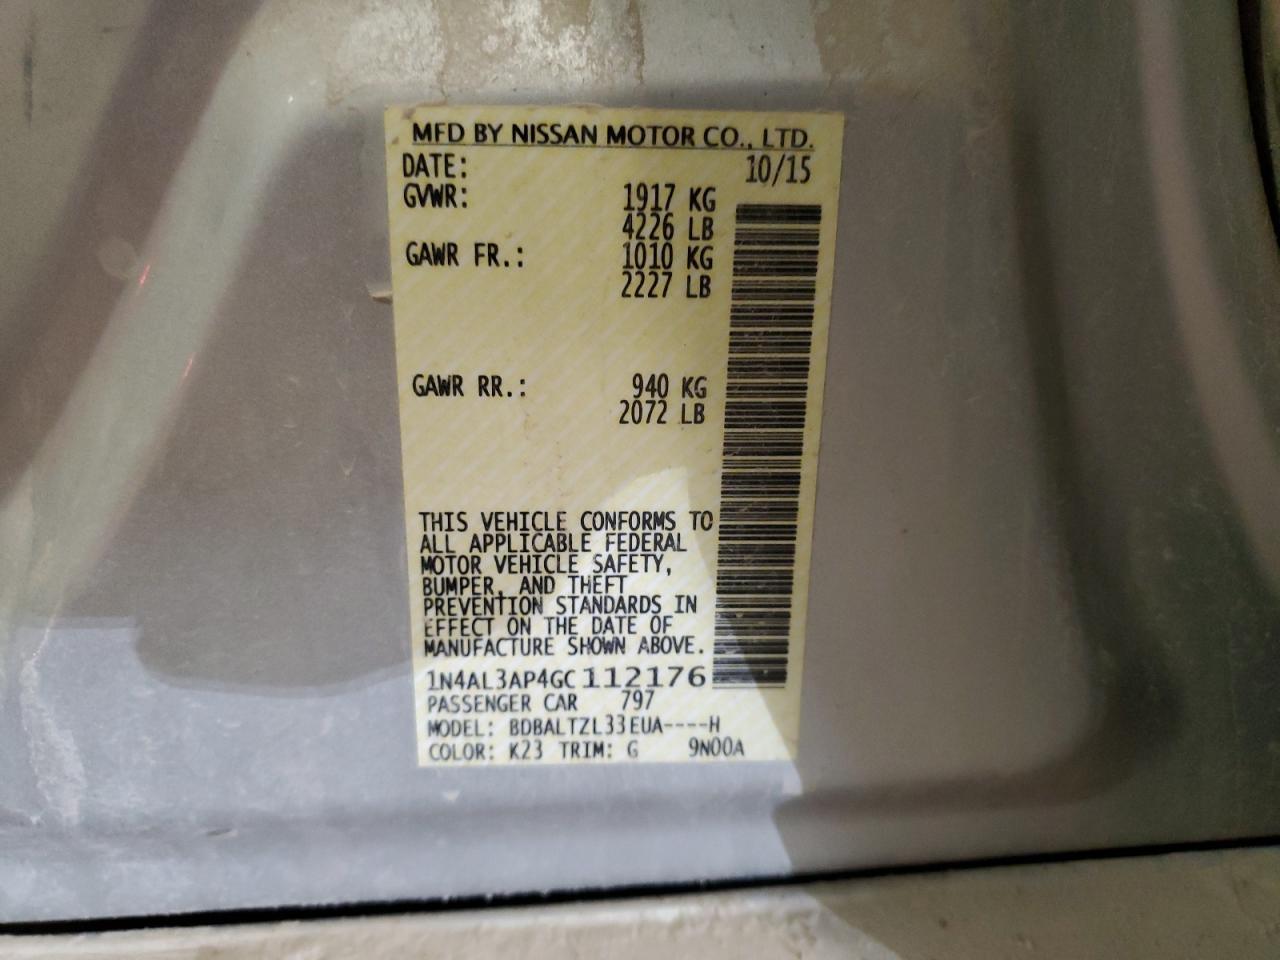 MFD BY NISSAN MOTOR CO., LTD.
DATE: 10/15
GVWR: 1917 KG
4226 LB
GAWR FR.: 1010 KG
2227 LB
GAWR RR.: 940 KG
2072 LB
THIS VEHICLE CONFORMS TO
ALL APPLICABLE FEDERAL
MOTOR VEHICLE SAFETY,
BUMPER, AND THEFT
PREVENTION STANDARDS IN
EFFECT ON THE DATE OF
MANUFACTURE SHOWN ABOVE.
1N4AL3AP4GC112176
PASSENGER CAR 797
MODEL: BDBALTZL33EUA----H
COLOR: K23 TRIM: G 9N00A